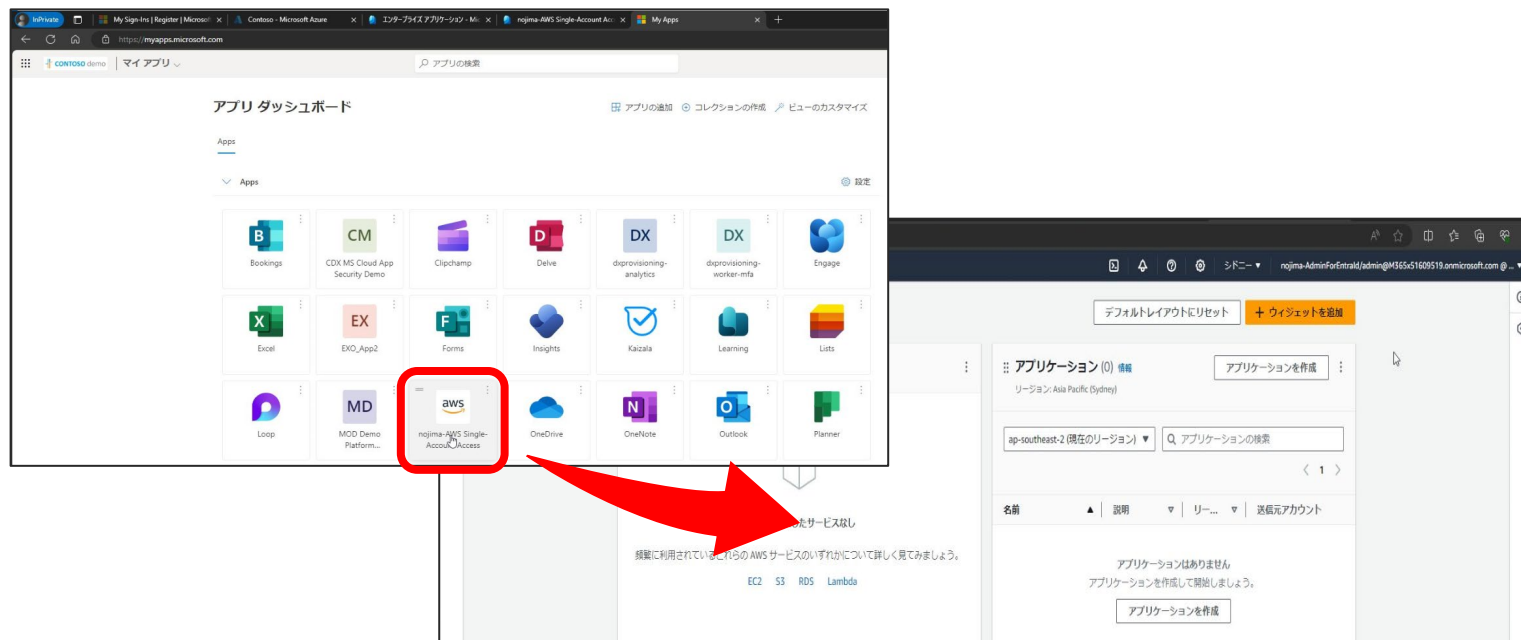 InPrivate
My Sign-Ins | Register | Microsof
Contoso - Microsoft Azure
エンタープライズ アプリケーション - Mic
nojima-AWS Single-Account Acc
My Apps
https://myapps.microsoft.com
CONTOSO demo
マイ アプリ
アプリの検索
アプリ ダッシュボード
アプリの追加
コレクションの作成
ビューのカスタマイズ
Apps
Apps
設定
B
CM
D
DX
DX
Bookings
CDX MS Cloud App
Security Demo
Clipchamp
Delve
dxprovisioning-
analytics
dxprovisioning-
worker-mfa
Engage
X
EX
F
Excel
EXO_App2
Forms
Insights
Kaizala
Learning
Lists
MD
aws
N
O
Loop
MOD Demo
Platform...
nojima-AWS Single-
Account Access
OneDrive
OneNote
Outlook
Planner
シドニー
nojima-AdminForEntraId/admin@M365x51609519.onmicrosoft.com @ ...
デフォルトレイアウトにリセット
+ ウィジェットを追加
アプリケーション (0) 情報
アプリケーションを作成
リージョン: Asia Pacific (Sydney)
ap-southeast-2 (現在のリージョン)
アプリケーションの検索
1
名前
説明
リー...
送信元アカウント
たサービスなし
頻繁に利用されているこれらの AWS サービスのいずれかについて詳しく見てみましょう。
EC2 S3 RDS Lambda
アプリケーションはありません
アプリケーションを作成して開始しましょう。
アプリケーションを作成